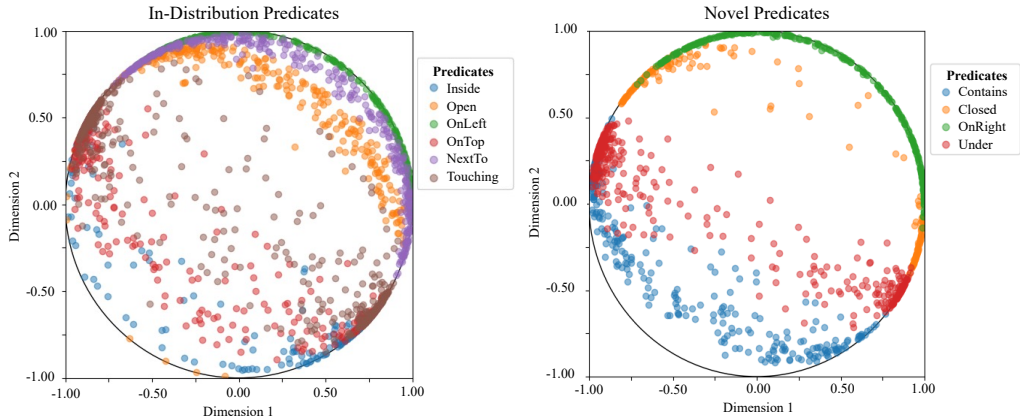 In-Distribution Predicates
1.00
0.50
0.00
-0.50
-1.00
-1.00
-0.50
0.00
0.50
1.00
Dimension 2
Dimension 1
Predicates
Inside
Open
OnLeft
OnTop
NextTo
Touching
Novel Predicates
1.00
0.50
0.00
-0.50
-1.00
-1.00
-0.50
0.00
0.50
1.00
Dimension 2
Dimension 1
Predicates
Contains
Closed
OnRight
Under